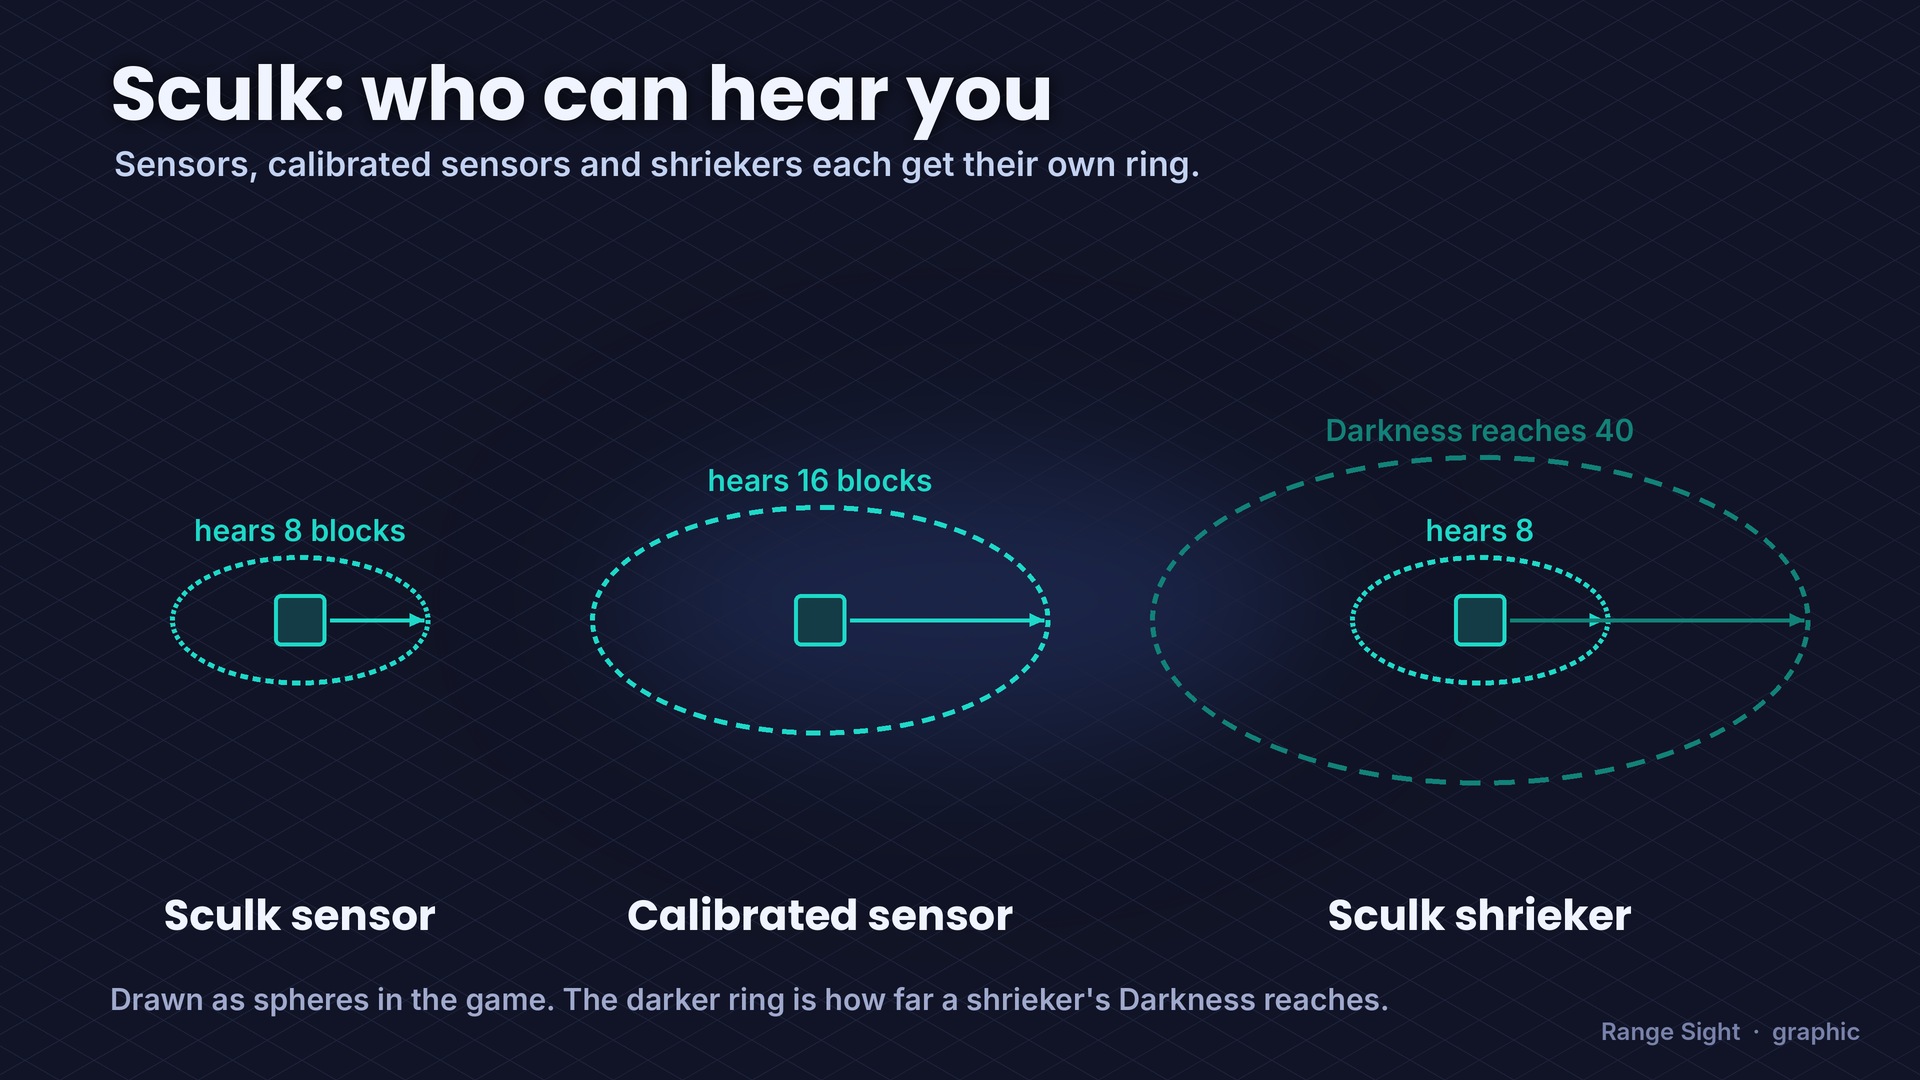 Sculk: who can hear you
Sensors, calibrated sensors and shriekers each get their own ring.
Darkness reaches 40
hears 16 blocks
hears 8 blocks
hears 8
Sculk sensor
Calibrated sensor
Sculk shrieker
Drawn as spheres in the game. The darker ring is how far a shrieker's Darkness reaches.
Range Sight · graphic